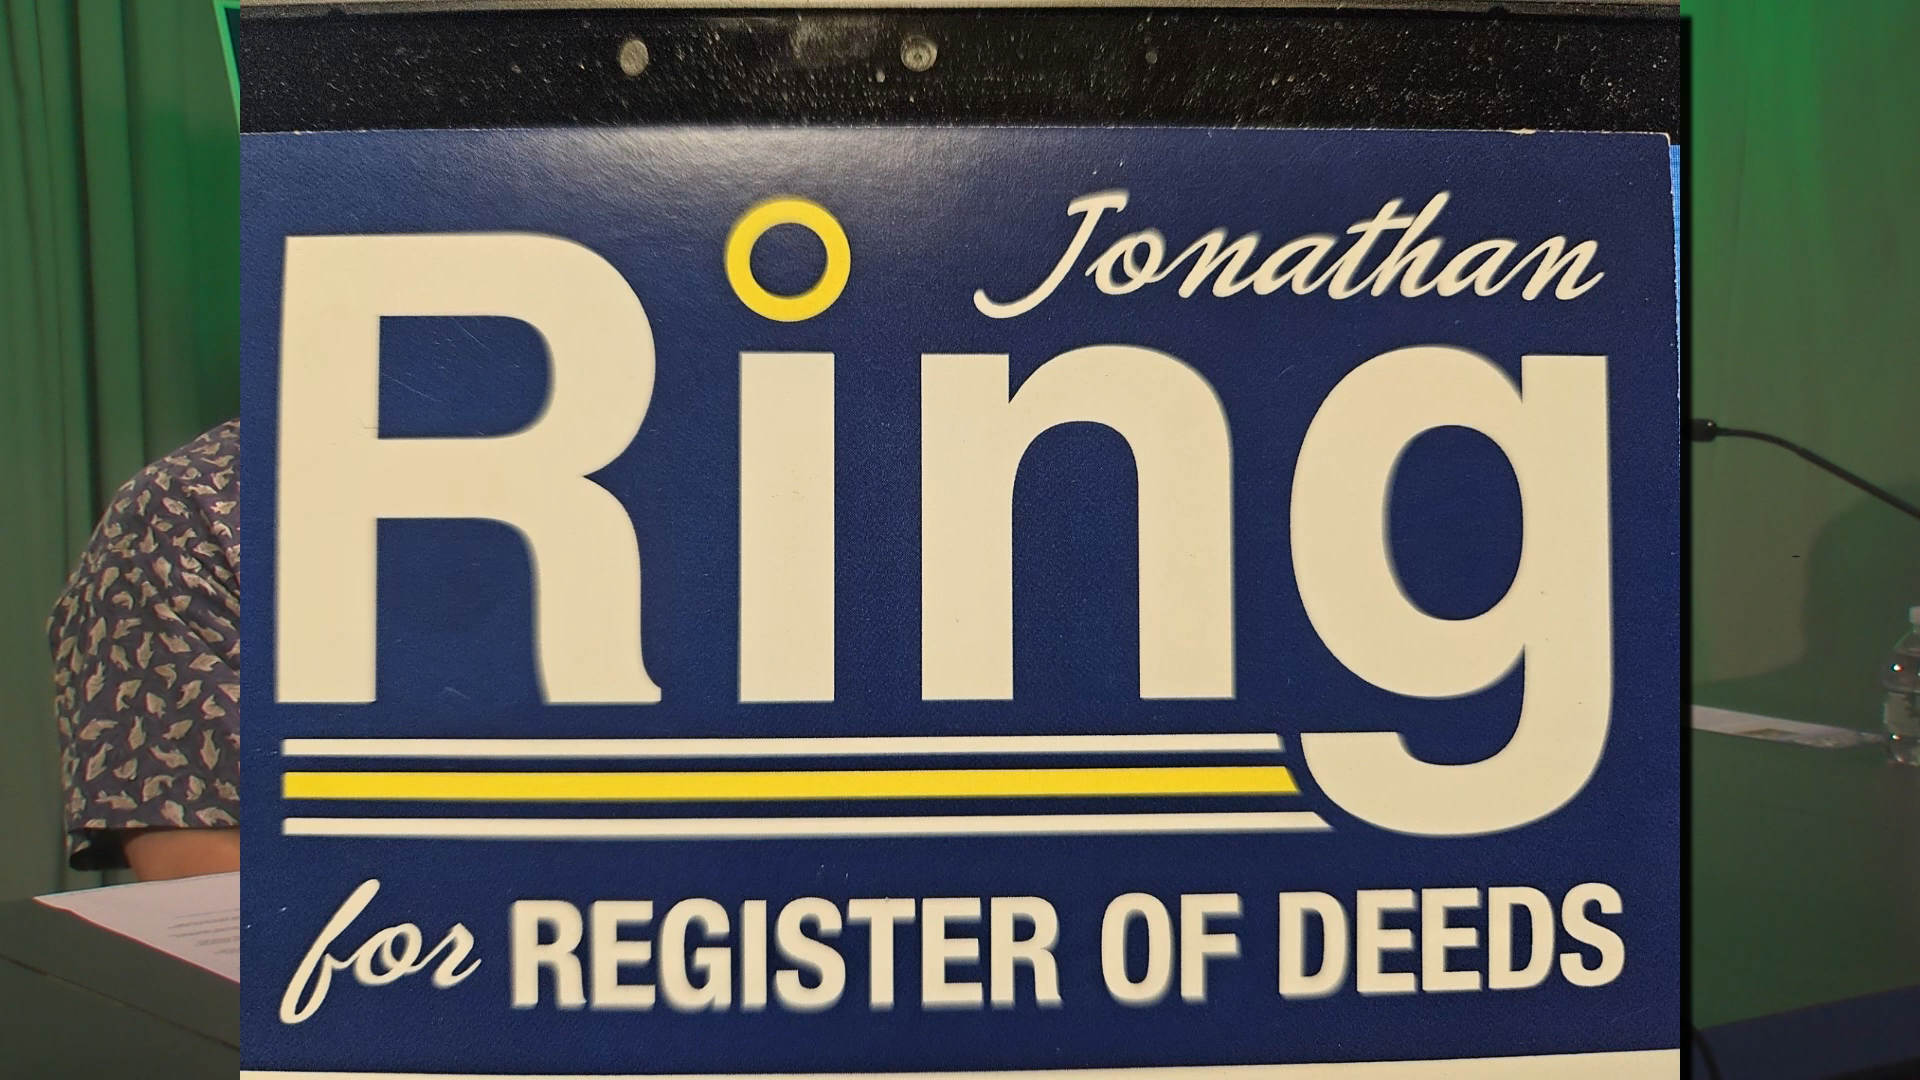 Jonathan
Ring
for REGISTER OF DEEDS